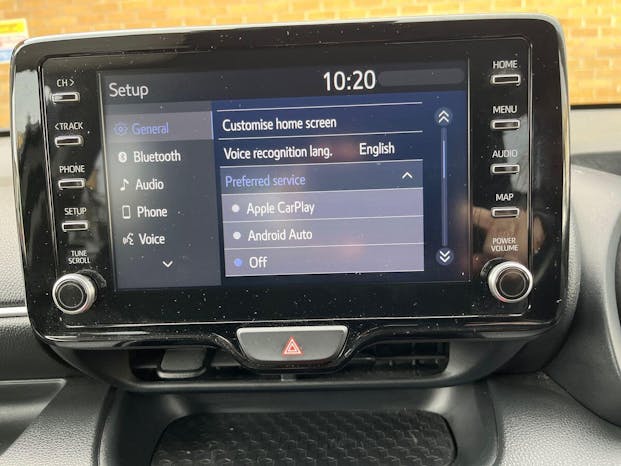 Setup
10:20
CH >
< TRACK
PHONE
SETUP
TUNE
SCROLL
General
Bluetooth
Audio
Phone
Voice
Customise home screen
Voice recognition lang. English
Preferred service
Apple CarPlay
Android Auto
Off
HOME
MENU
AUDIO
MAP
POWER
VOLUME